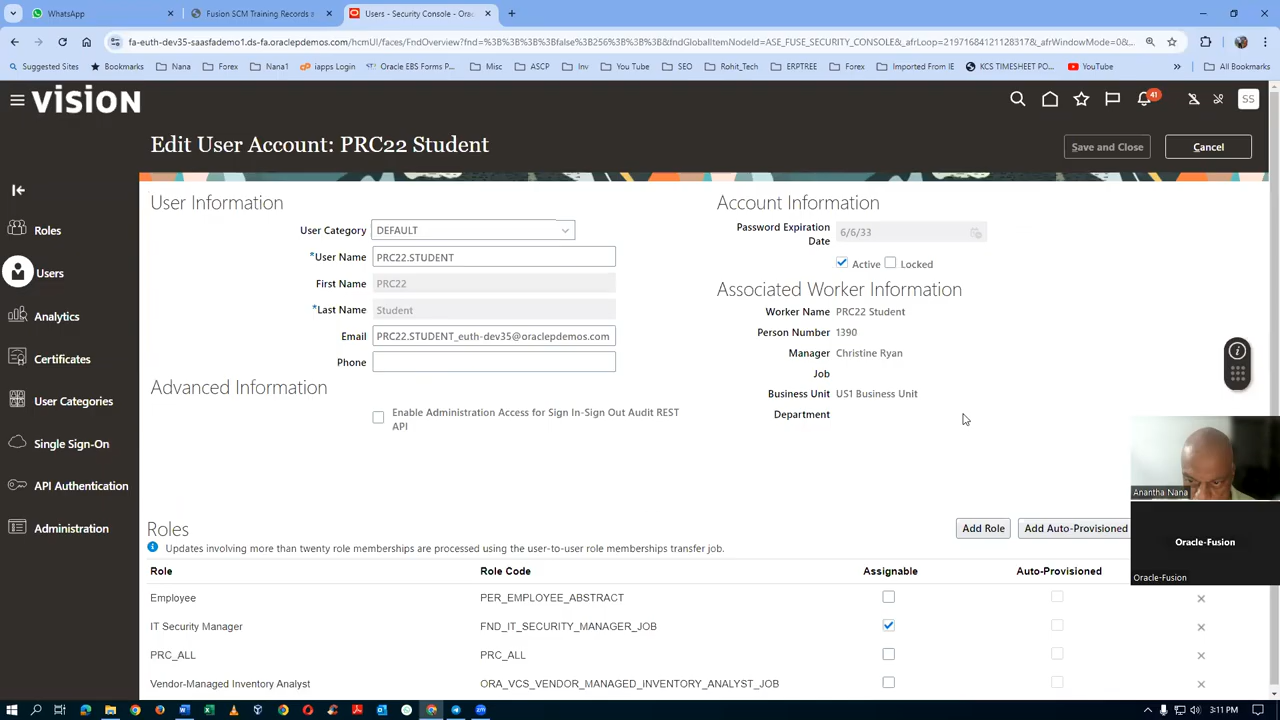 WhatsApp
Fusion SCM Training Records a
Users - Security Console - Orac
fa-euth-dev35-saasfademo1.ds-fa.oraclepdemos.com/hcmUI/faces/FndOverview?fnd=%3B%3B%3B%3Bfalse%3B256%3B%3B%3B&fndGlobalItemNodeId=ASE_FUSE_SECURITY_CONSOLE&_afrLoop=21971684121128317&_afrWindowMode=0&...
Suggested Sites
Bookmarks
Nana
Forex
Nana1
iapps Login
Oracle EBS Forms P...
Misc
ASCP
Inv
You Tube
SEO
Rohit_Tech
ERPTREE
Forex
Imported From IE
KCS TIMESHEET PO...
YouTube
All Bookmarks
VISION
41
SS
Edit User Account: PRC22 Student
Save and Close
Cancel
Roles
Users
Analytics
Certificates
User Categories
Single Sign-On
API Authentication
Administration
User Information
User Category DEFAULT
*User Name PRC22.STUDENT
First Name PRC22
*Last Name Student
Email PRC22.STUDENT_euth-dev35@oraclepdemos.com
Phone
Advanced Information
Enable Administration Access for Sign In-Sign Out Audit REST
API
Account Information
Password Expiration
Date 6/6/33
Active Locked
Associated Worker Information
Worker Name PRC22 Student
Person Number 1390
Manager Christine Ryan
Job
Business Unit US1 Business Unit
Department
Anantha Nana
Oracle-Fusion
Oracle-Fusion
Roles
Add Role
Add Auto-Provisioned
Updates involving more than twenty role memberships are processed using the user-to-user role memberships transfer job.
Role Role Code Assignable Auto-Provisioned
Employee PER_EMPLOYEE_ABSTRACT
IT Security Manager FND_IT_SECURITY_MANAGER_JOB
PRC_ALL PRC_ALL
Vendor-Managed Inventory Analyst ORA_VCS_VENDOR_MANAGED_INVENTORY_ANALYST_JOB
3:11 PM